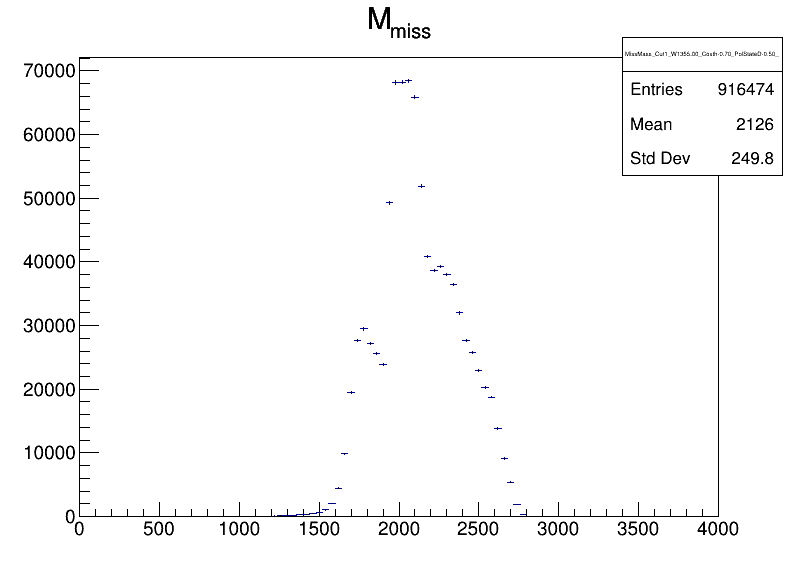 M_miss
MissMass_Cut1_W1355.00_Costh-0.70_PolStateD-0.50_
Entries 916474
Mean 2126
Std Dev 249.8
70000
60000
50000
40000
30000
20000
10000
0
0 500 1000 1500 2000 2500 3000 3500 4000